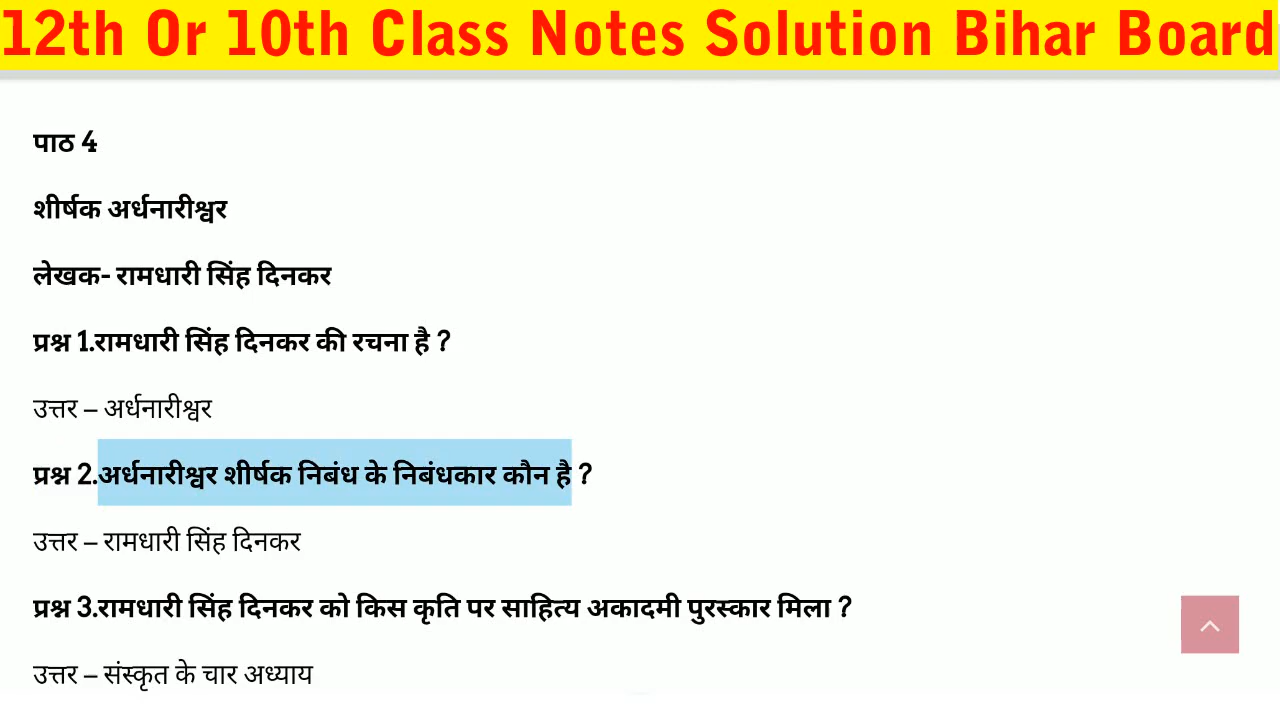 12th Or 10th Class Notes Solution Bihar Board
पाठ 4
शीर्षक अर्धनारीश्वर
लेखक- रामधारी सिंह दिनकर
प्रश्न 1.रामधारी सिंह दिनकर की रचना है ?
उत्तर – अर्धनारीश्वर
प्रश्न 2.अर्धनारीश्वर शीर्षक निबंध के निबंधकार कौन है ?
उत्तर – रामधारी सिंह दिनकर
प्रश्न 3.रामधारी सिंह दिनकर को किस कृति पर साहित्य अकादमी पुरस्कार मिला ?
उत्तर – संस्कृत के चार अध्याय